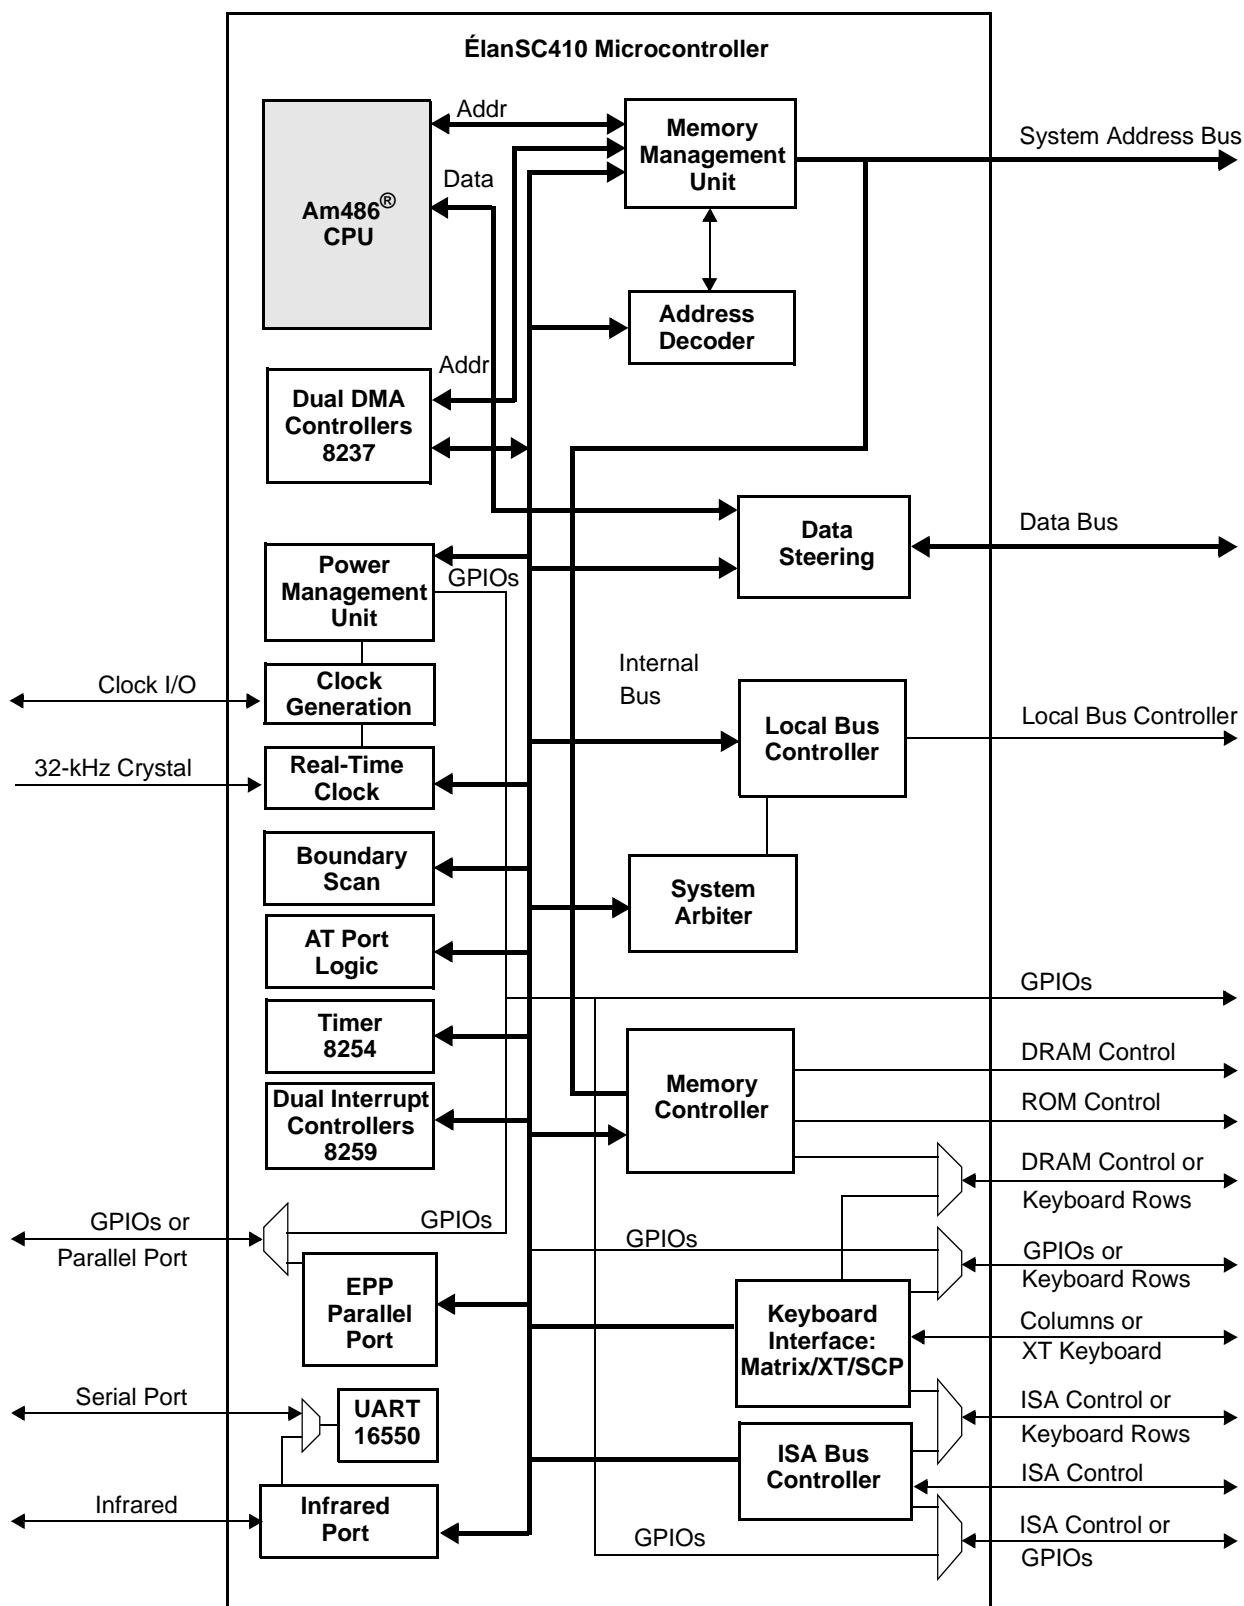 ÉlanSC410 Microcontroller
Addr
Memory
Management
Unit
System Address Bus
Data
Am486®
CPU
Address
Decoder
Addr
Dual DMA
Controllers
8237
Data
Steering
Data Bus
Power
Management
Unit
GPIOs
Internal
Bus
Clock I/O
Clock
Generation
Local Bus
Controller
Local Bus Controller
32-kHz Crystal
Real-Time
Clock
Boundary
Scan
System
Arbiter
AT Port
Logic
GPIOs
Timer
8254
DRAM Control
Memory
Controller
ROM Control
Dual Interrupt
Controllers
8259
DRAM Control or
Keyboard Rows
GPIOs or
Parallel Port
GPIOs
GPIOs
GPIOs or
Keyboard Rows
EPP
Parallel
Port
Keyboard
Interface:
Matrix/XT/SCP
Columns or
XT Keyboard
Serial Port
UART
16550
ISA Control or
Keyboard Rows
ISA Bus
Controller
ISA Control
Infrared
Infrared
Port
GPIOs
ISA Control or
GPIOs